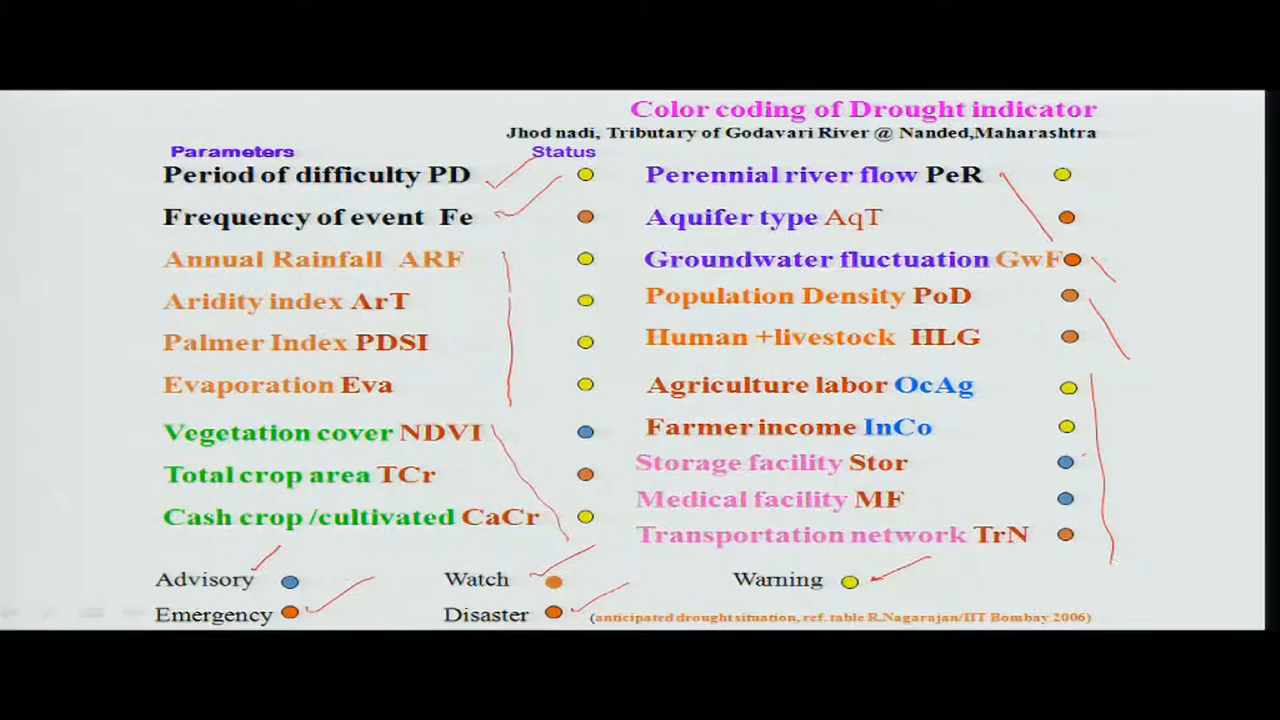 Color coding of Drought indicator
Jhod nadi, Tributary of Godavari River @ Nanded,Maharashtra
Parameters Status
Period of difficulty PD
Frequency of event Fe
Annual Rainfall ARF
Aridity index ArT
Palmer Index PDSI
Evaporation Eva
Vegetation cover NDVI
Total crop area TCr
Cash crop /cultivated CaCr
Perennial river flow PeR
Aquifer type AqT
Groundwater fluctuation GwF
Population Density PoD
Human +livestock HLG
Agriculture labor OcAg
Farmer income InCo
Storage facility Stor
Medical facility MF
Transportation network TrN
Advisory Watch Warning
Emergency Disaster
(anticipated drought situation, ref. table R.Nagarajan/IIT Bombay 2006)